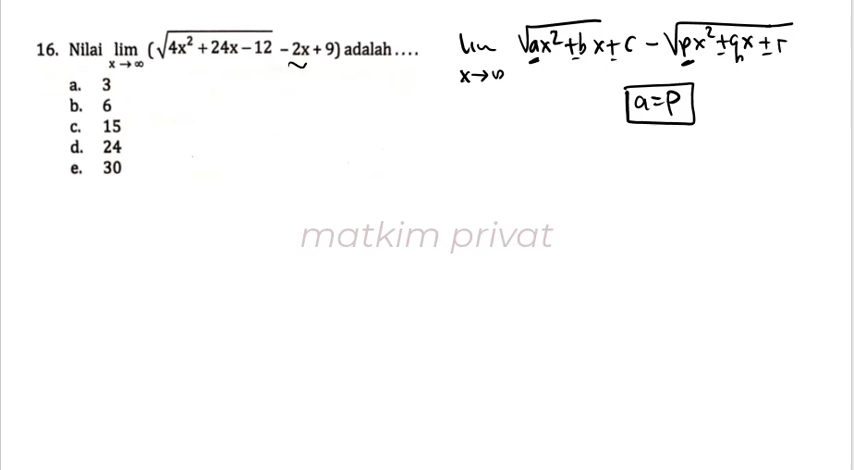 16. Nilai lim (√4x² + 24x – 12 – 2x + 9) adalah ....
x → ∞
a. 3
b. 6
c. 15
d. 24
e. 30
lim √ax² ± bx ± c – √px² ± qx ± r
x → ∞
a = p
matkim privat